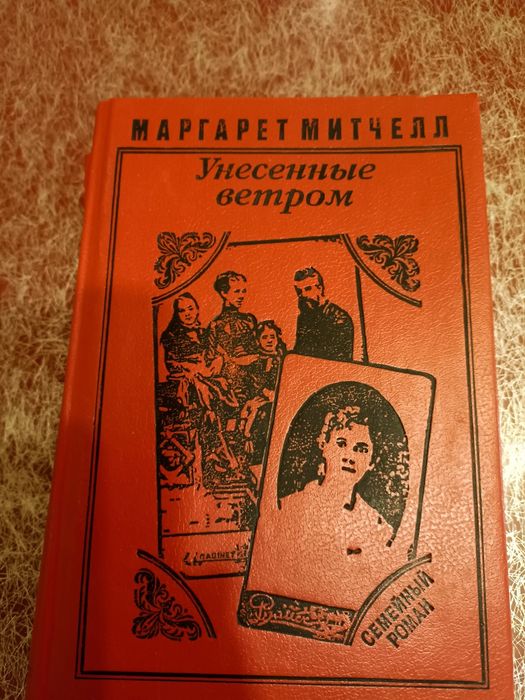 МАРГАРЕТ МИТЧЕЛЛ
Унесенные
ветром
СЕМЕЙНЫЙ
РОМАН